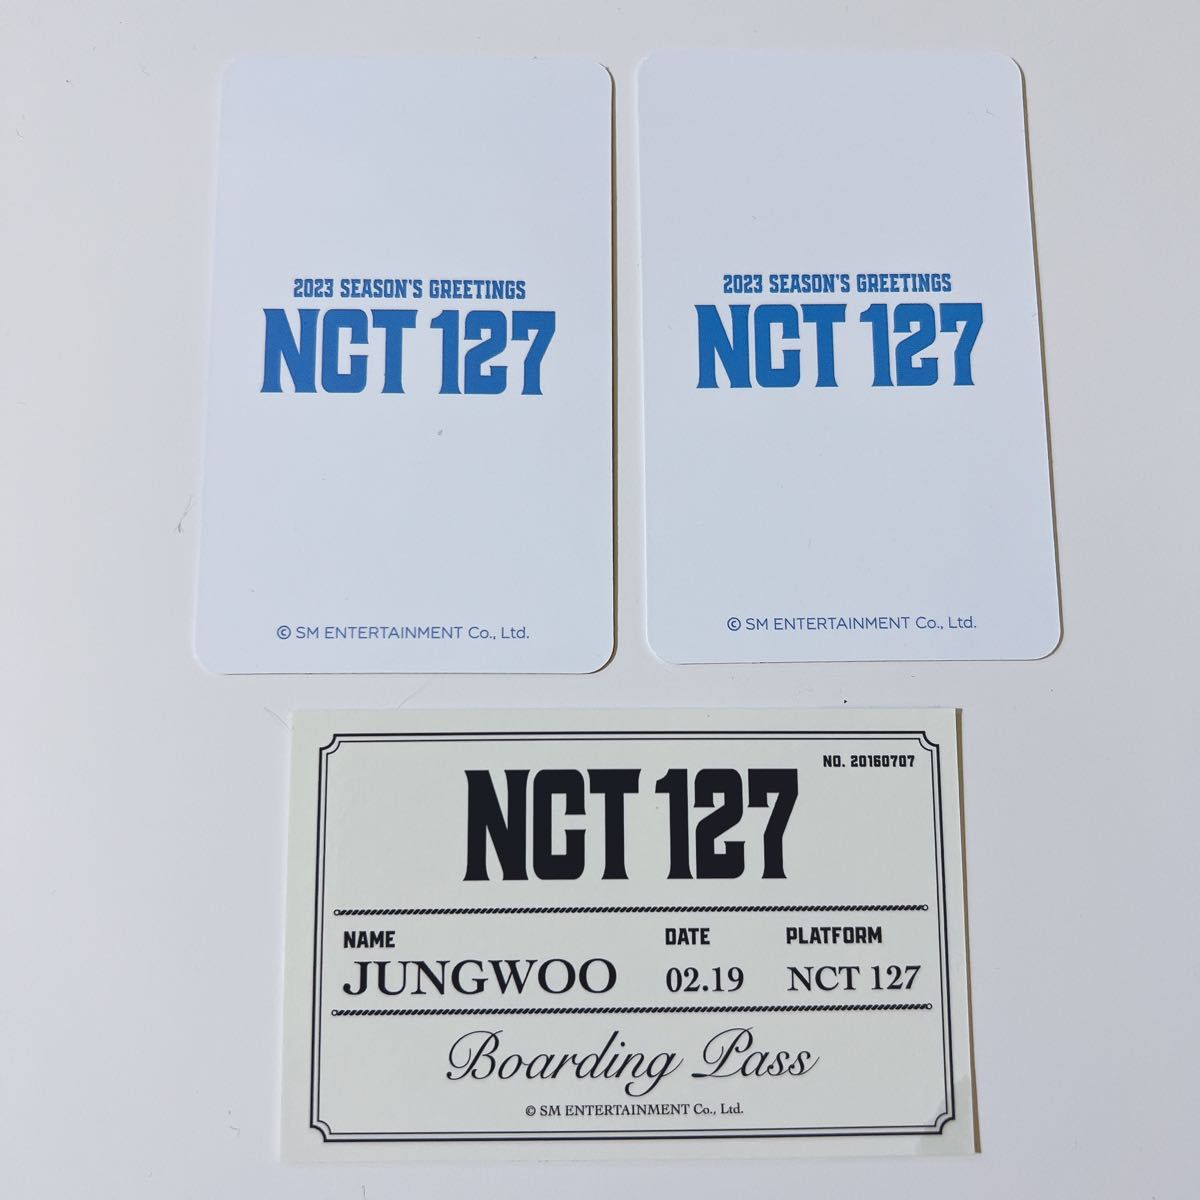 2023 SEASON'S GREETINGS
NCT 127
© SM ENTERTAINMENT Co., Ltd.
2023 SEASON'S GREETINGS
NCT 127
© SM ENTERTAINMENT Co., Ltd.
NO. 20160707
NCT 127
NAME DATE PLATFORM
JUNGWOO 02.19 NCT 127
Boarding Pass
© SM ENTERTAINMENT Co., Ltd.